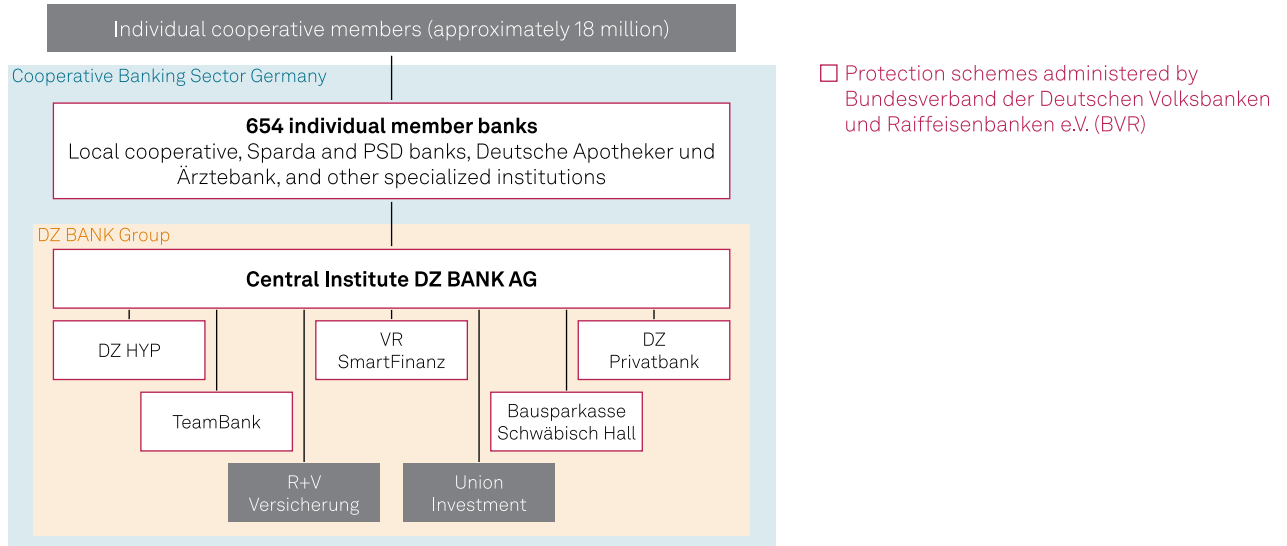 Individual cooperative members (approximately 18 million)
Cooperative Banking Sector Germany
654 individual member banks
Local cooperative, Sparda and PSD banks, Deutsche Apotheker und
Ärztebank, and other specialized institutions
DZ BANK Group
Central Institute DZ BANK AG
DZ HYP
VR
SmartFinanz
DZ
Privatbank
TeamBank
Bausparkasse
Schwäbisch Hall
R+V
Versicherung
Union
Investment
Protection schemes administered by
Bundesverband der Deutschen Volksbanken
und Raiffeisenbanken e.V. (BVR)